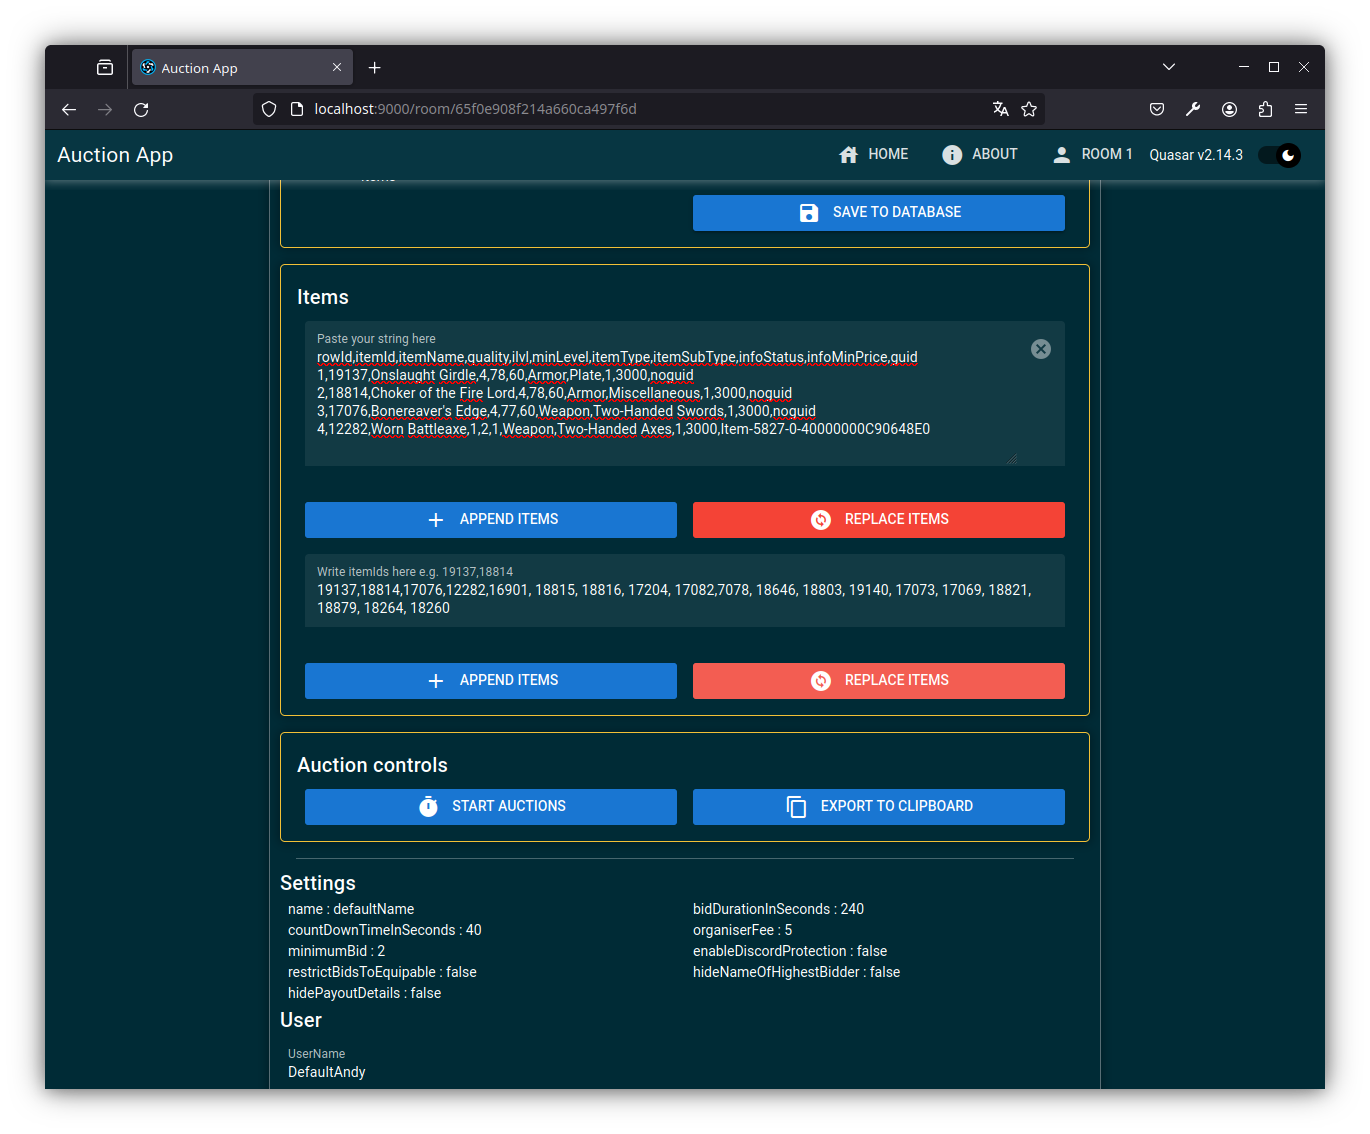 Auction App
localhost:9000/room/65f0e908f214a660ca497f6d
Auction App
HOME
ABOUT
ROOM 1
Quasar v2.14.3
SAVE TO DATABASE
Items
Paste your string here
rowId,itemId,itemName,quality,ilvl,minLevel,itemType,itemSubType,infoStatus,infoMinPrice,guid
1,19137,Onslaught Girdle,4,78,60,Armor,Plate,1,3000,noguid
2,18814,Choker of the Fire Lord,4,78,60,Armor,Miscellaneous,1,3000,noguid
3,17076,Bonereaver's Edge,4,77,60,Weapon,Two-Handed Swords,1,3000,noguid
4,12282,Worn Battleaxe,1,2,1,Weapon,Two-Handed Axes,1,3000,Item-5827-0-40000000C90648E0
APPEND ITEMS
REPLACE ITEMS
Write itemIds here e.g. 19137,18814
19137,18814,17076,12282,16901, 18815, 18816, 17204, 17082,7078, 18646, 18803, 19140, 17073, 17069, 18821,
18879, 18264, 18260
APPEND ITEMS
REPLACE ITEMS
Auction controls
START AUCTIONS
EXPORT TO CLIPBOARD
Settings
name : defaultName
bidDurationInSeconds : 240
countDownTimeInSeconds : 40
organiserFee : 5
minimumBid : 2
enableDiscordProtection : false
restrictBidsToEquipable : false
hideNameOfHighestBidder : false
hidePayoutDetails : false
User
UserName
DefaultAndy